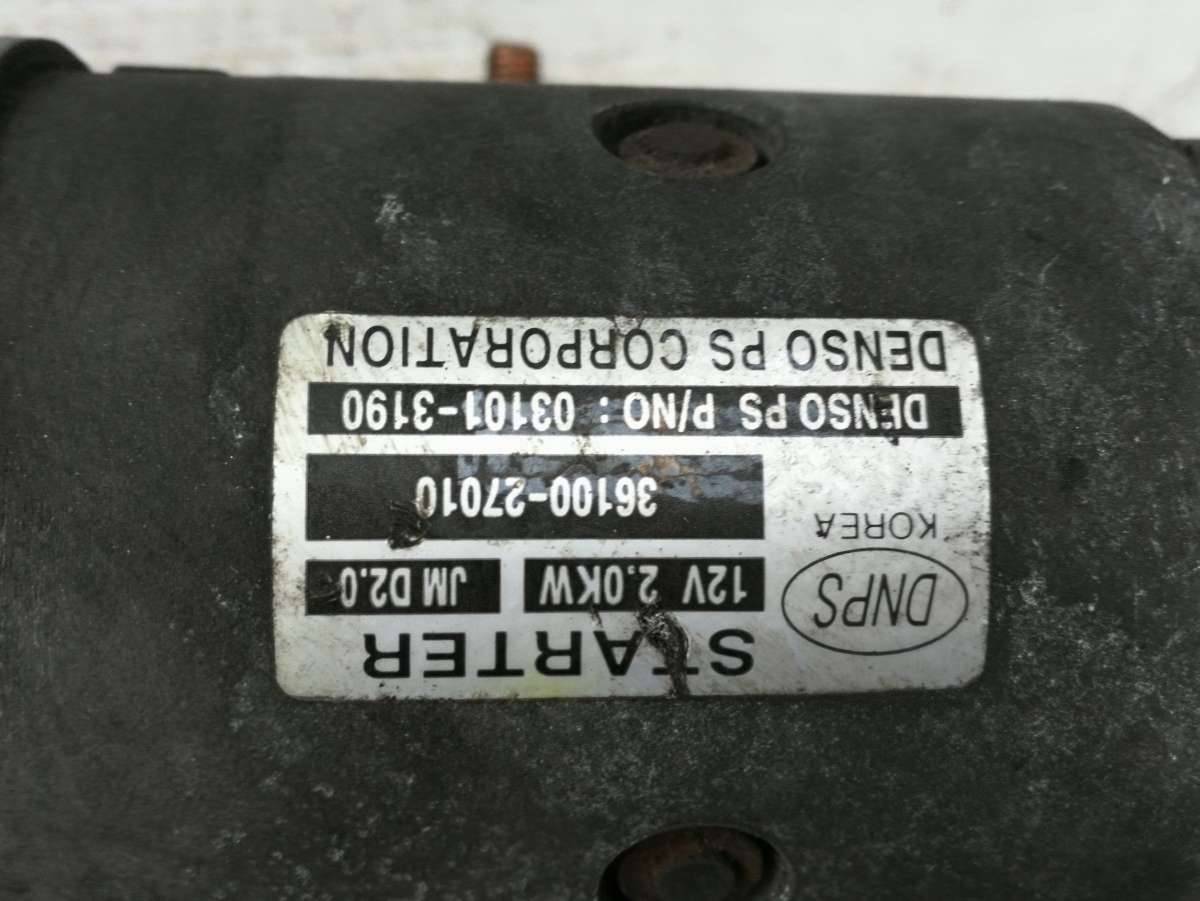 STARTER
DNPS
12V 2.0KW
JM D2.0
KOREA
36100-27010
DENSO PS P/NO : 03101-3190
DENSO PS CORPORATION